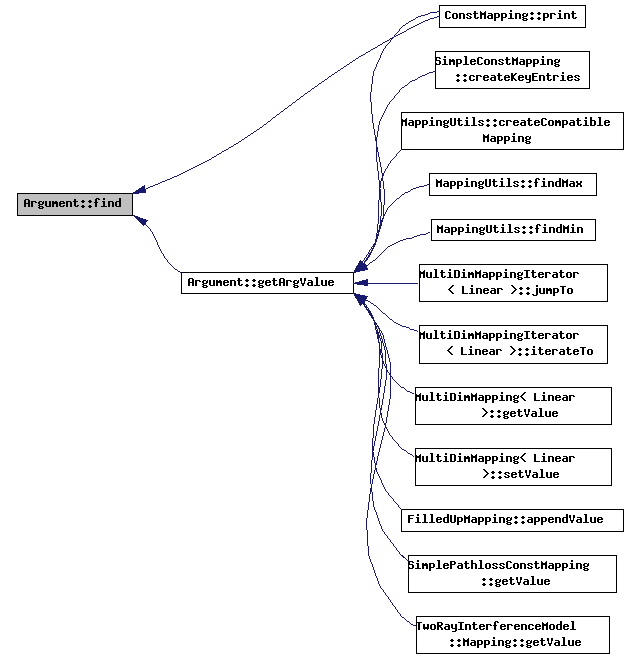 ConstMapping::print
SimpleConstMapping
::createKeyEntries
MappingUtils::createCompatible
Mapping
MappingUtils::findMax
Argument::find
MappingUtils::findMin
MultiDimMappingIterator
< Linear >::jumpTo
Argument::getArgValue
MultiDimMappingIterator
< Linear >::iterateTo
MultiDimMapping< Linear
>::getValue
MultiDimMapping< Linear
>::setValue
FilledUpMapping::appendValue
SimplePathlossConstMapping
::getValue
TwoRayInterferenceModel
::Mapping::getValue